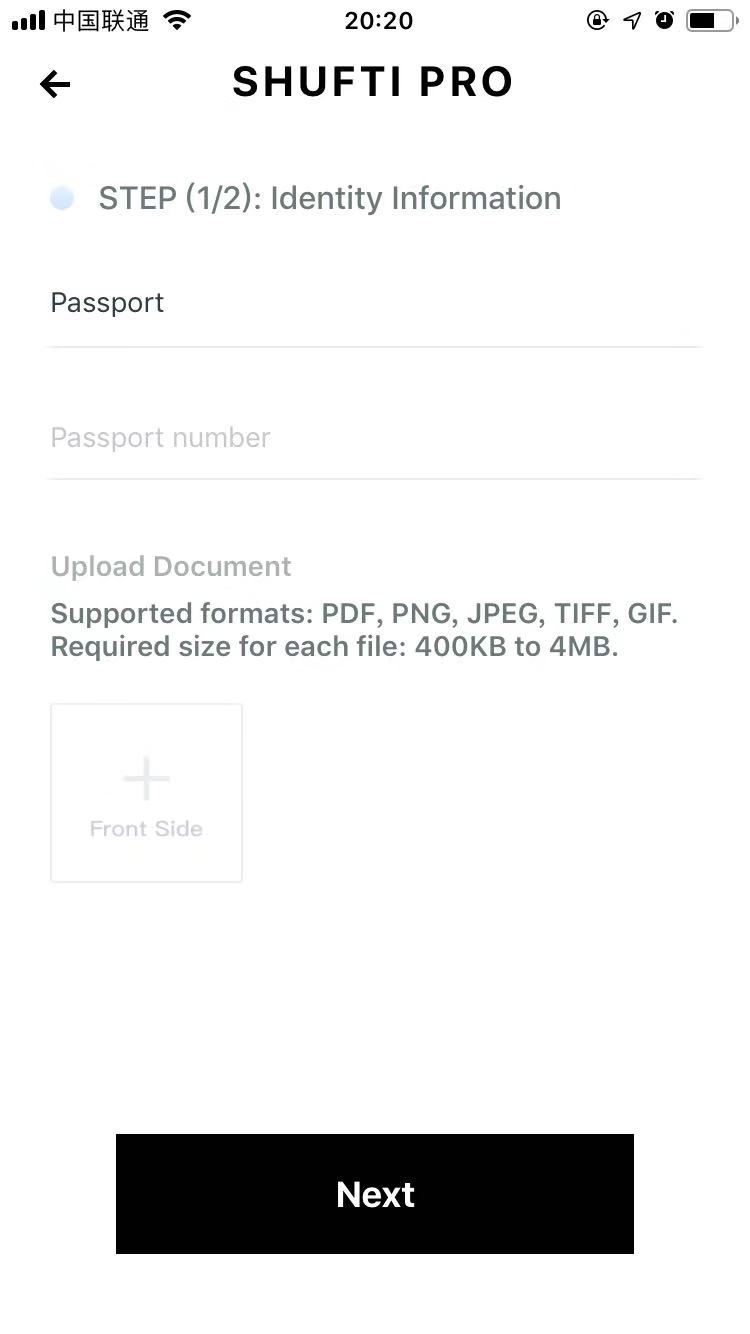 中国联通
20:20
SHUFTI PRO
STEP (1/2): Identity Information
Passport
Passport number
Upload Document
Supported formats: PDF, PNG, JPEG, TIFF, GIF.
Required size for each file: 400KB to 4MB.
Front Side
Next